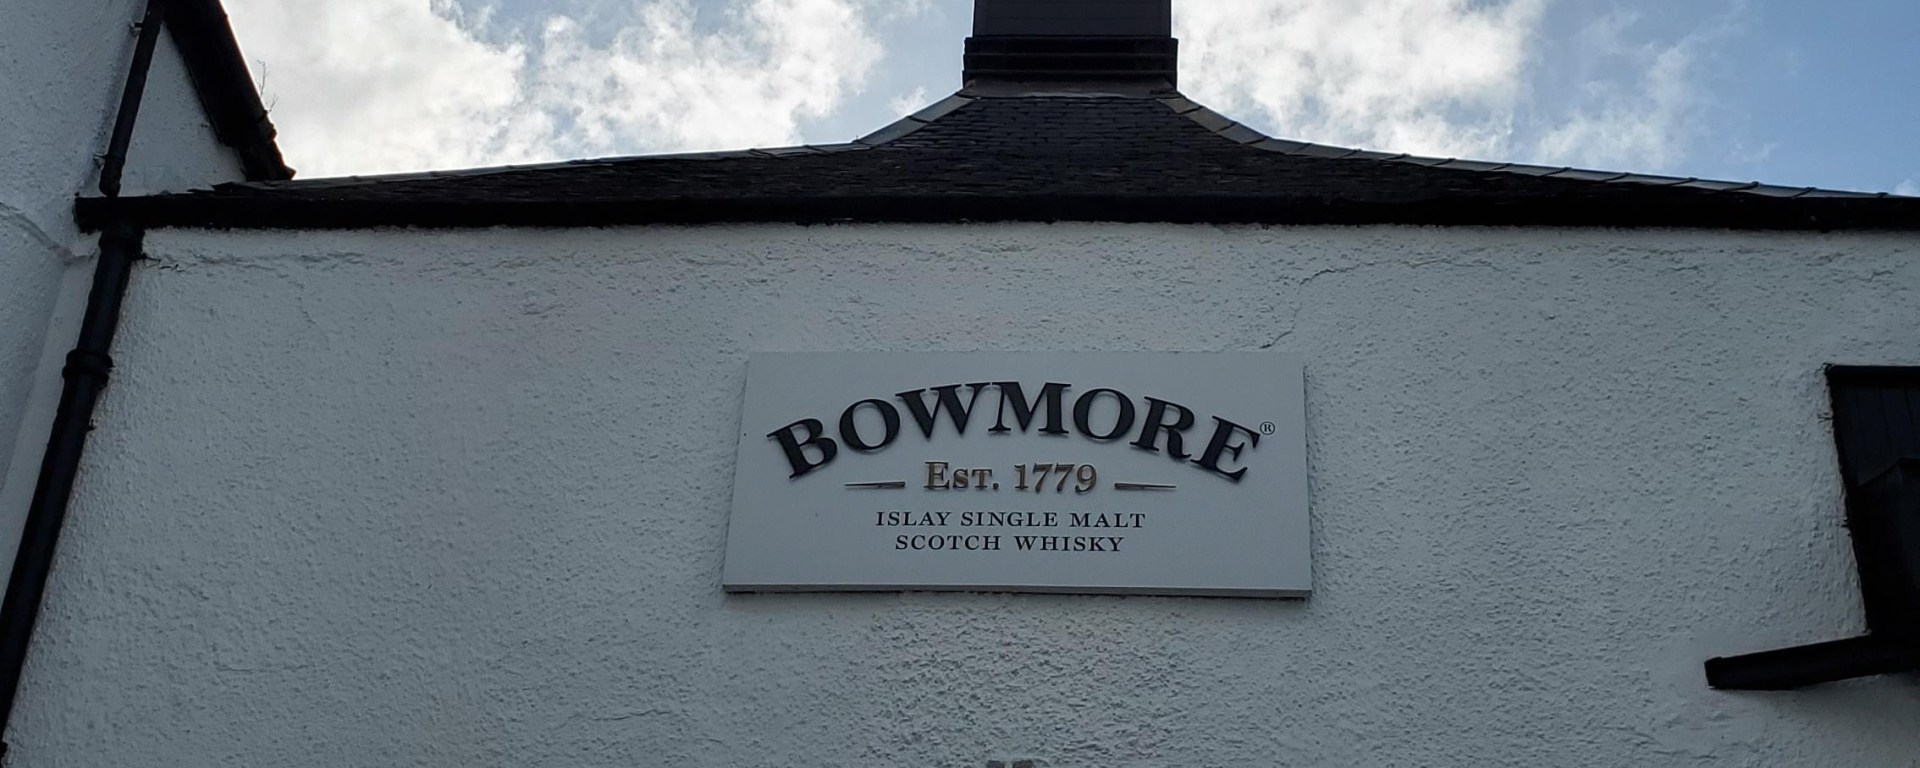 BOWMORE®
EST. 1779
ISLAY SINGLE MALT
SCOTCH WHISKY